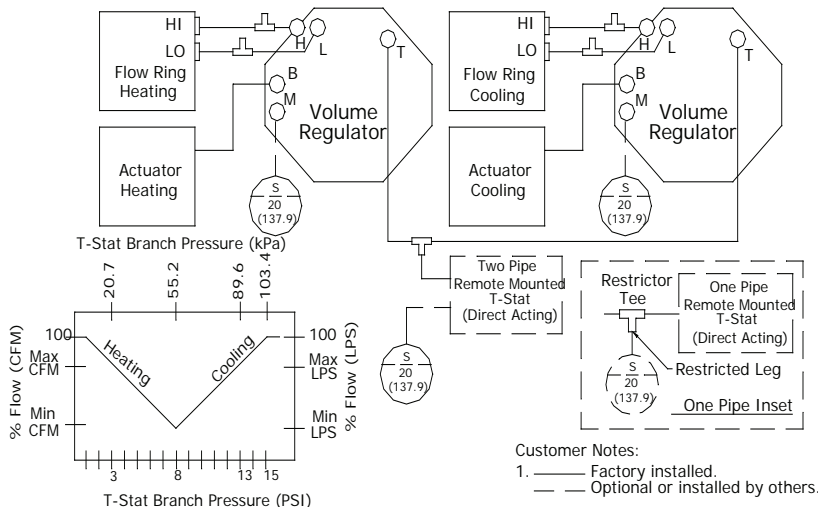 HI
LO
Flow Ring
Heating
H
L
T
B
M
Volume
Regulator
Actuator
Heating
S
20
(137.9)
HI
LO
Flow Ring
Cooling
H
L
T
B
M
Volume
Regulator
Actuator
Cooling
S
20
(137.9)
Two Pipe
Remote Mounted
T-Stat
(Direct Acting)
S
20
(137.9)
Restrictor
Tee
One Pipe
Remote Mounted
T-Stat
(Direct Acting)
S
20
(137.9)
Restricted Leg
One Pipe Inset
T-Stat Branch Pressure (kPa)
20.7
55.2
89.6
103.4
% Flow (CFM)
100
Max
CFM
Min
CFM
Heating
Cooling
100
Max
LPS
Min
LPS
% Flow (LPS)
3
8
13
15
T-Stat Branch Pressure (PSI)
Customer Notes:
1. Factory installed.
Optional or installed by others.